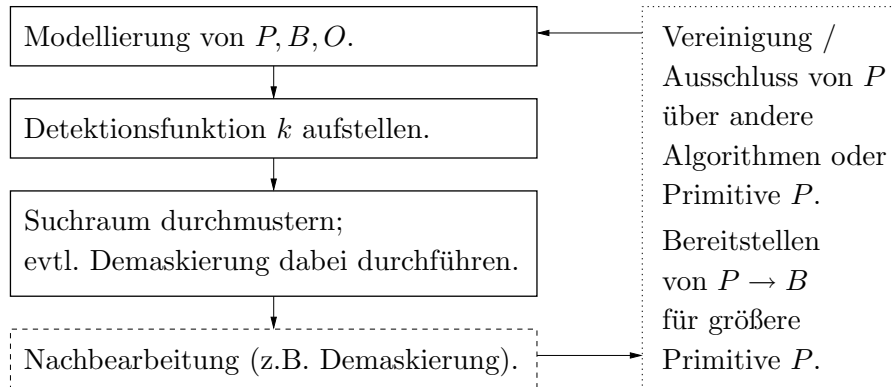 Modellierung von P, B, O.
Detektionsfunktion k aufstellen.
Suchraum durchmustern;
evtl. Demaskierung dabei durchführen.
Nachbearbeitung (z.B. Demaskierung).
Vereinigung /
Ausschluss von P
über andere
Algorithmen oder
Primitive P.
Bereitstellen
von P → B
für größere
Primitive P.